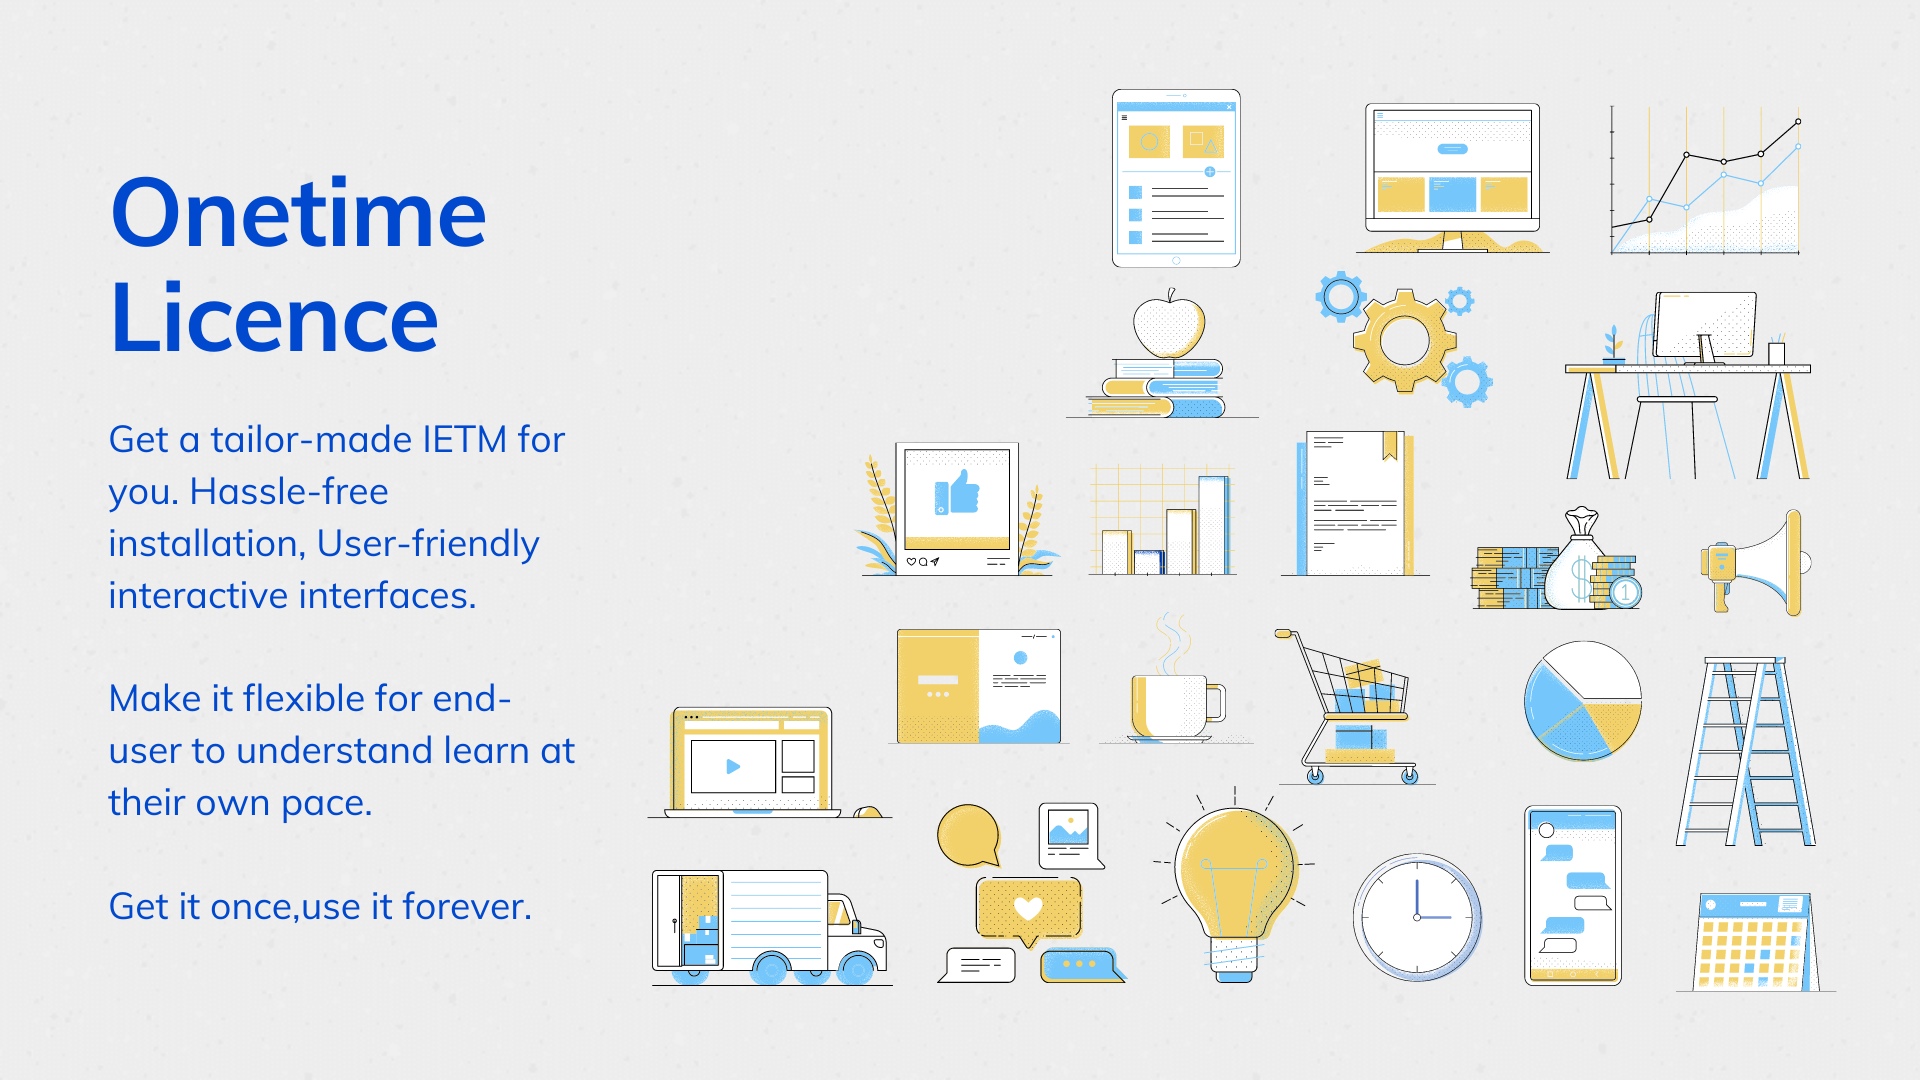 Onetime
Licence
Get a tailor-made IETM for
you. Hassle-free
installation, User-friendly
interactive interfaces.
Make it flexible for end-
user to understand learn at
their own pace.
Get it once,use it forever.
$
1